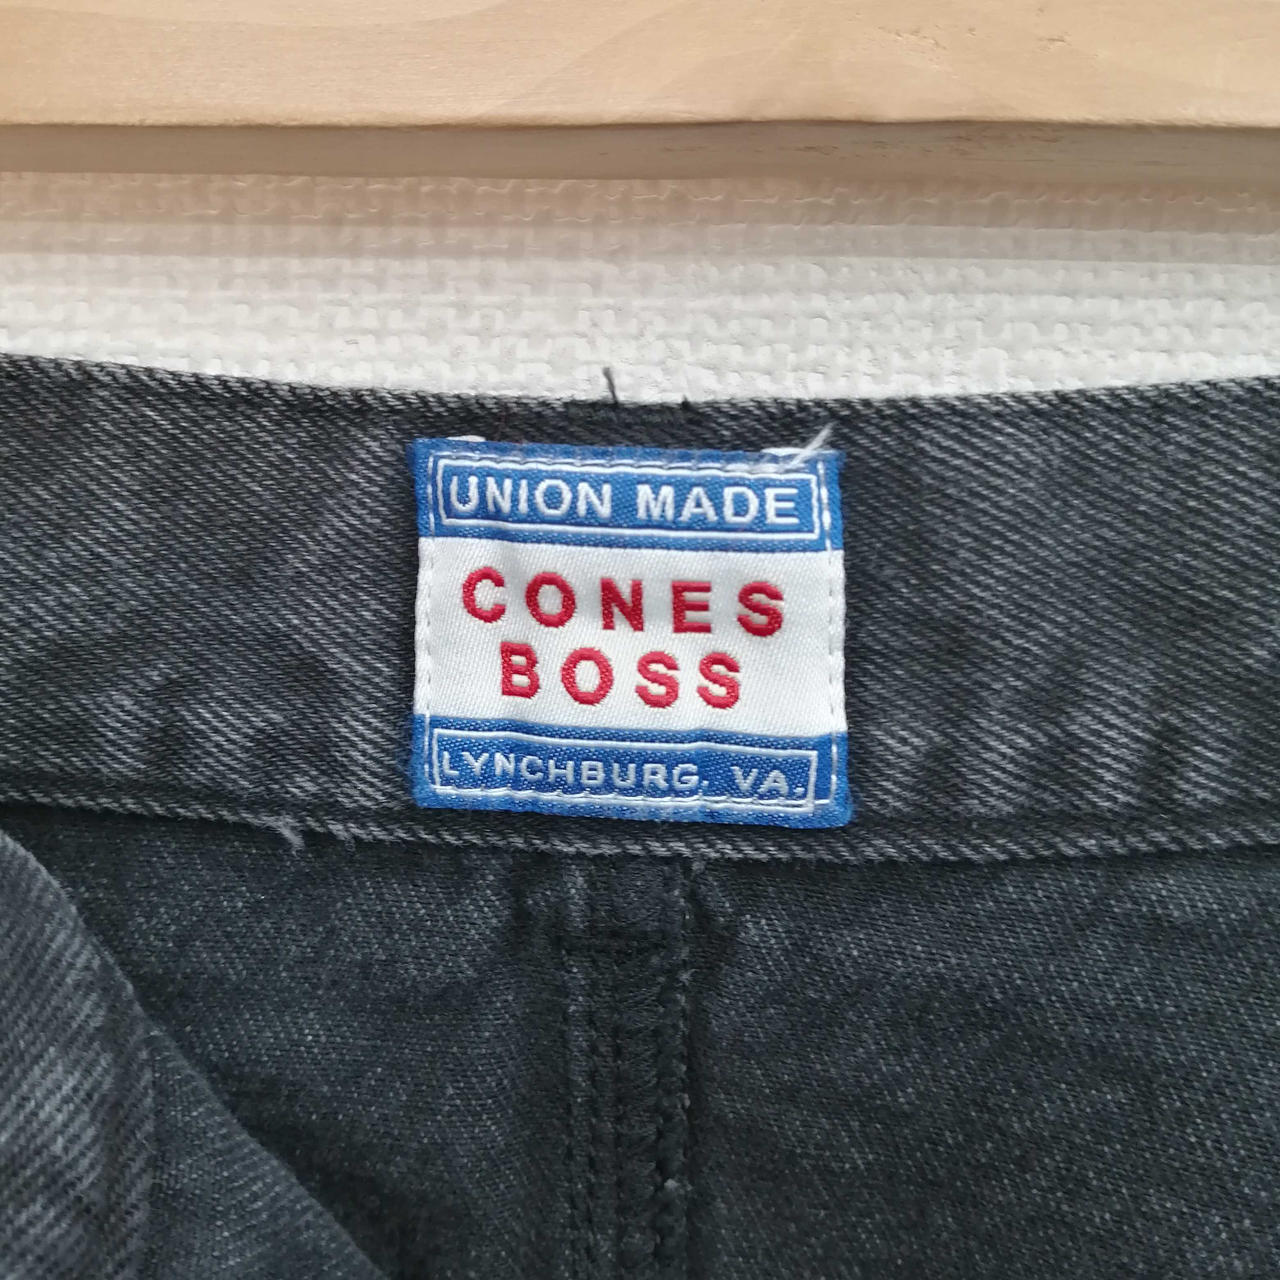 UNION MADE
CONES
BOSS
LYNCHBURG, VA.